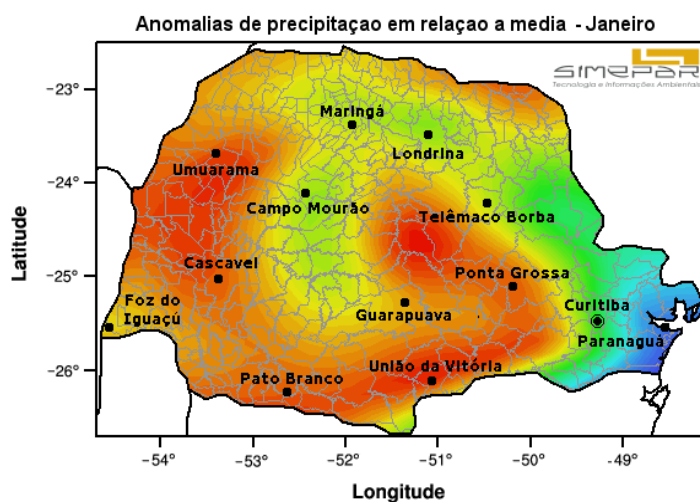 Anomalias de precipitaçao em relaçao a media - Janeiro
SIMEPAR
Tecnologia e Informações Ambientais
-23°
-24°
-25°
-26°
Latitude
Maringá
Londrina
Umuarama
Campo Mourão
Telêmaco Borba
Cascavel
Ponta Grossa
Foz do
Iguaçú
Guarapuava
Curitiba
Paranaguá
União da Vitória
Pato Branco
-54°
-53°
-52°
-51°
-50°
-49°
Longitude